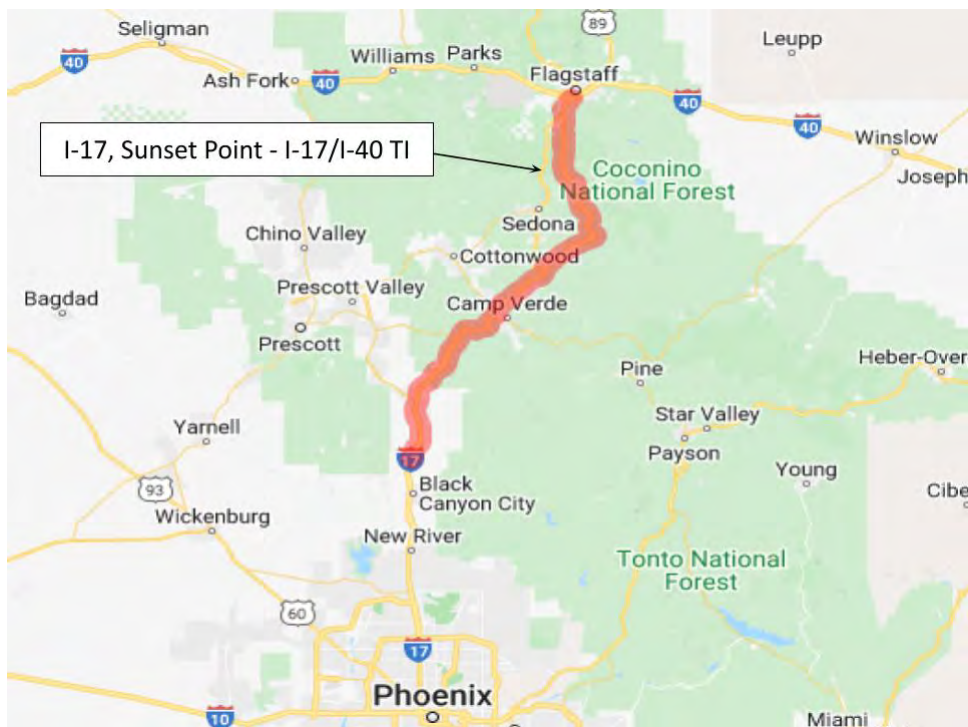 Seligman
89
Leupp
Williams
Parks
40
Ash Fork
40
Flagstaff
40
40
Winslow
I-17, Sunset Point - I-17/I-40 TI
Coconino
National Forest
Joseph
Sedona
Chino Valley
Cottonwood
Prescott Valley
Bagdad
Camp Verde
Prescott
Pine
Heber-Over
Star Valley
Yarnell
Payson
17
Young
93
Black
Canyon City
Cibe
Wickenburg
New River
Tonto National
Forest
60
17
Phoenix
10
Miami